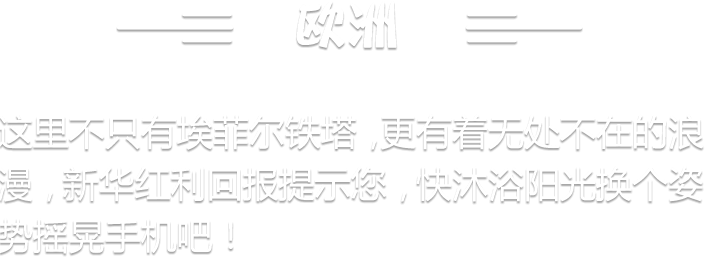 欧洲
这里不只有埃菲尔铁塔，更有着无处不在的浪
漫，新华红利回报提示您，快沐浴阳光换个姿
势摇晃手机吧！